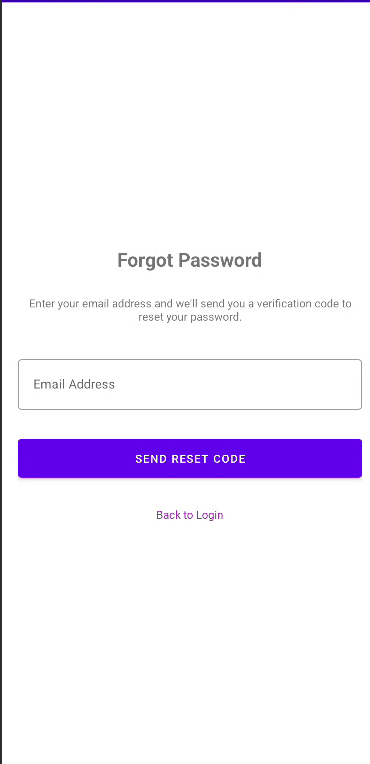 Forgot Password
Enter your email address and we'll send you a verification code to
reset your password.
Email Address
SEND RESET CODE
Back to Login